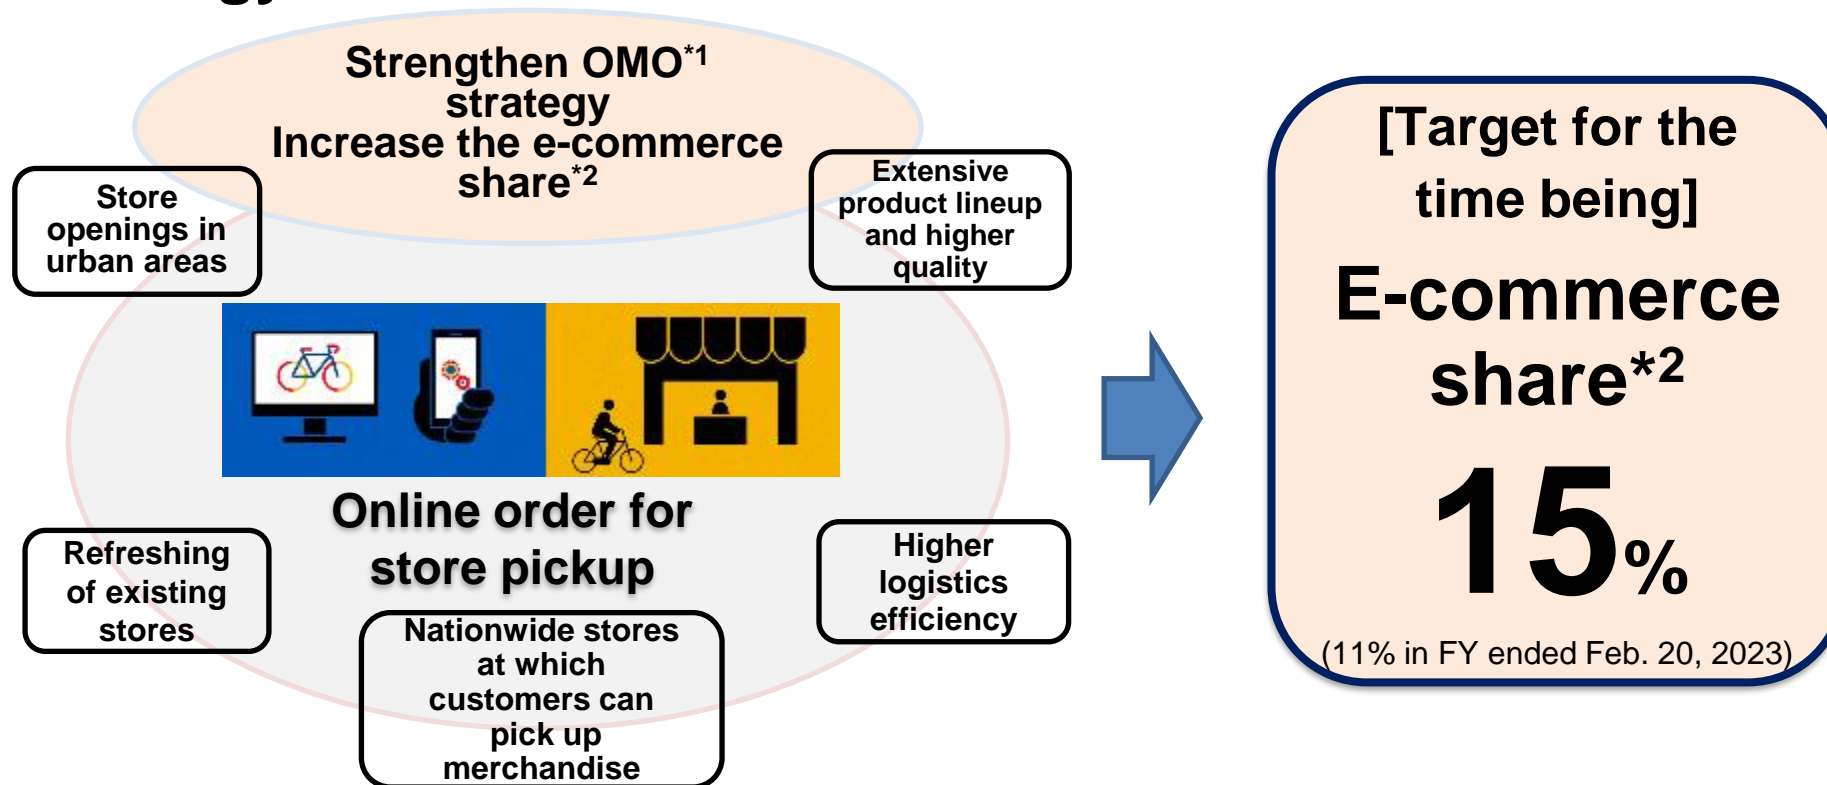 Strengthen OMO*1
strategy
Increase the e-commerce
share*2
Store
openings in
urban areas
Extensive
product lineup
and higher
quality
Online order for
store pickup
Refreshing
of existing
stores
Higher
logistics
efficiency
Nationwide stores
at which
customers can
pick up
merchandise
[Target for the
time being]
E-commerce
share*2
15%
(11% in FY ended Feb. 20, 2023)